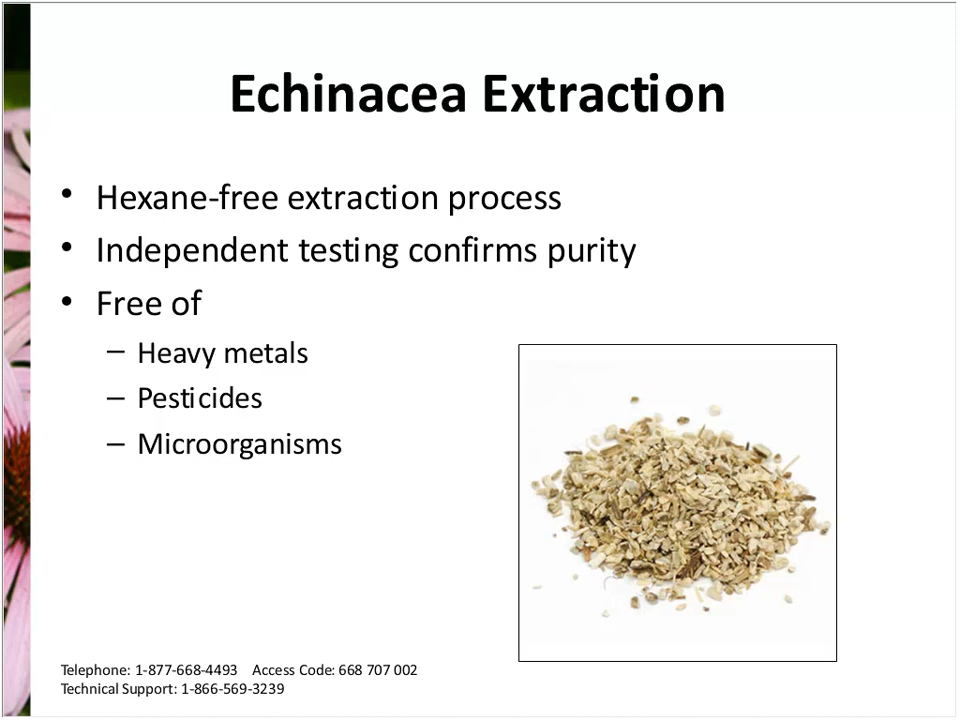 Echinacea Extraction
• Hexane-free extraction process
• Independent testing confirms purity
• Free of
– Heavy metals
– Pesticides
– Microorganisms
Telephone: 1-877-668-4493 Access Code: 668 707 002
Technical Support: 1-866-569-3239